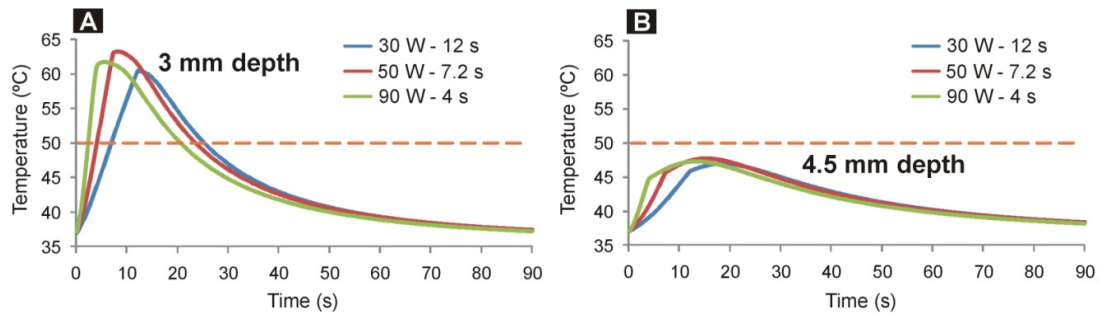 A
Temperature (ºC)
65
60
55
50
45
40
35
3 mm depth
30 W - 12 s
50 W - 7.2 s
90 W - 4 s
0 10 20 30 40 50 60 70 80 90
Time (s)
B
Temperature (ºC)
65
60
55
50
45
40
35
30 W - 12 s
50 W - 7.2 s
90 W - 4 s
4.5 mm depth
0 10 20 30 40 50 60 70 80 90
Time (s)